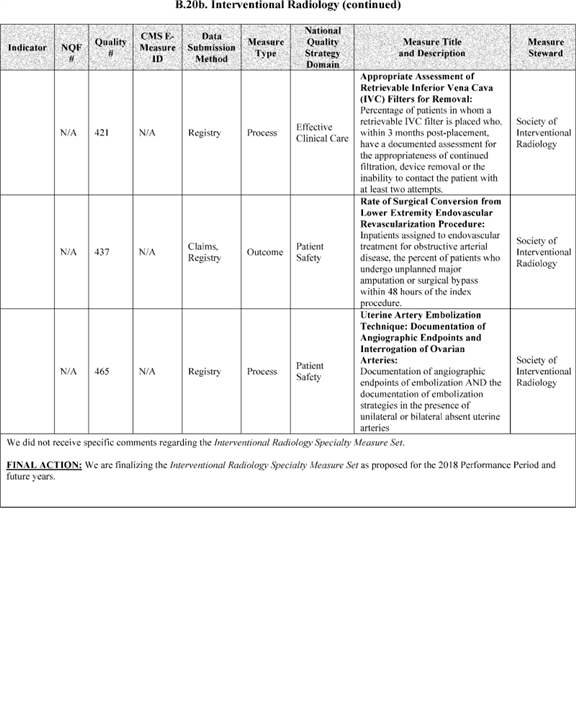 B.20b. Interventional Radiology (continued)
Indicator
NQF
#
Quality
#
CMS E-
Measure
ID
Data
Submission
Method
Measure
Type
National
Quality
Strategy
Domain
Measure Title
and Description
Measure
Steward
N/A
421
N/A
Registry
Process
Effective
Clinical Care
Appropriate Assessment of
Retrievable Inferior Vena Cava
(IVC) Filters for Removal:
Percentage of patients in whom a
retrievable IVC filter is placed who,
within 3 months post-placement,
have a documented assessment for
the appropriateness of continued
filtration, device removal or the
inability to contact the patient with
at least two attempts.
Society of
Interventional
Radiology
N/A
437
N/A
Claims,
Registry
Outcome
Patient
Safety
Rate of Surgical Conversion from
Lower Extremity Endovascular
Revascularization Procedure:
Inpatients assigned to endovascular
treatment for obstructive arterial
disease, the percent of patients who
undergo unplanned major
amputation or surgical bypass
within 48 hours of the index
procedure.
Society of
Interventional
Radiology
N/A
465
N/A
Registry
Process
Patient
Safety
Uterine Artery Embolization
Technique: Documentation of
Angiographic Endpoints and
Interrogation of Ovarian
Arteries:
Documentation of angiographic
endpoints of embolization AND the
documentation of embolization
strategies in the presence of
unilateral or bilateral absent uterine
arteries
Society of
Interventional
Radiology
We did not receive specific comments regarding the Interventional Radiology Specialty Measure Set.
FINAL ACTION: We are finalizing the Interventional Radiology Specialty Measure Set as proposed for the 2018 Performance Period and
future years.